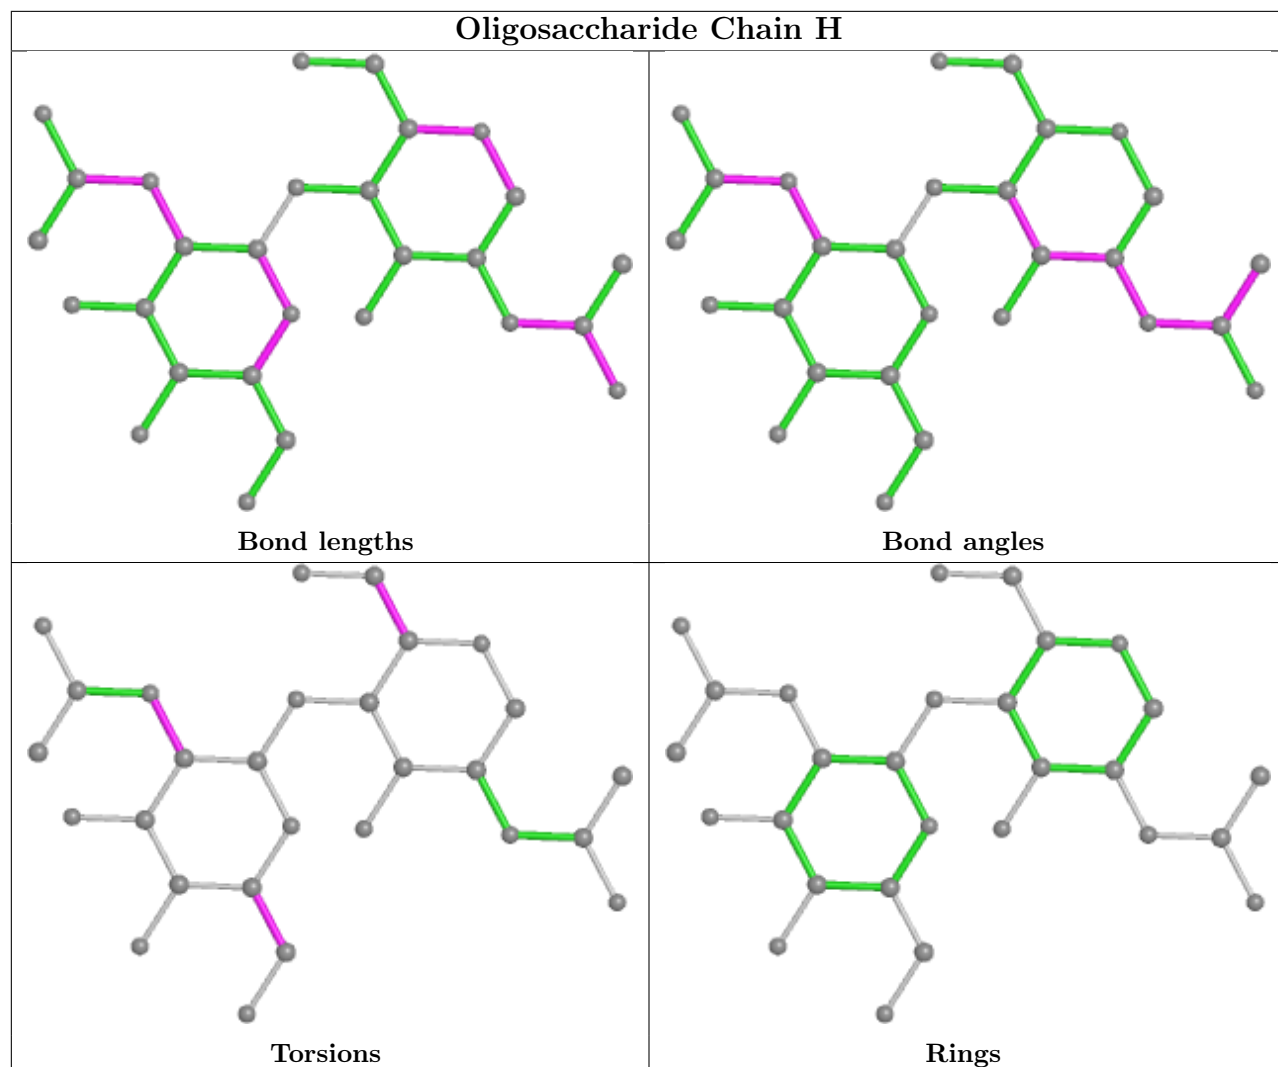 Oligosaccharide Chain H
Bond lengths
Bond angles
Torsions
Rings